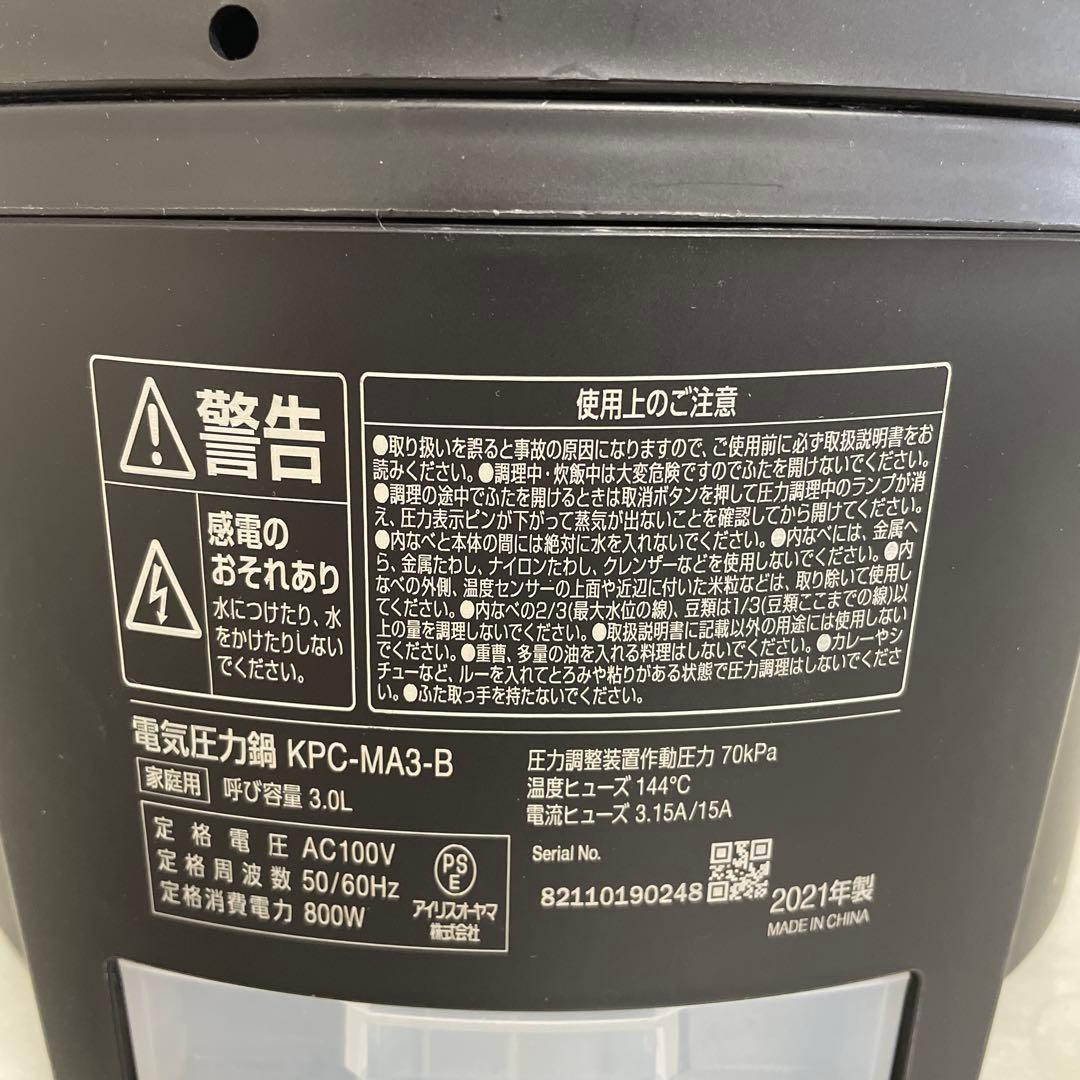 警告
感電の
おそれあり
水につけたり、水
をかけたりしない
でください。
使用上のご注意
●取り扱いを誤ると事故の原因になりますので、ご使用前に必ず取扱説明書をお
読みください。●調理中・炊飯中は大変危険ですのでふたを開けないでください。
●調理の途中でふたを開けるときは取消ボタンを押して圧力調理中のランプが消
え、圧力表示ピンが下がって蒸気が出ないことを確認してから開けてください。
●内なべと本体の間には絶対に水を入れないでください。●内なべには、金属へ
ら、金属たわし、ナイロンたわし、クレンザーなどを使用しないでください。●内
なべの外側、温度センサーの上面や近辺に付いた米粒などは、取り除いて使用し
てください。●内なべの2/3(最大水位の線)、豆類は1/3(豆類ここまでの線)以
上の量を調理しないでください。●取扱説明書に記載以外の用途には使用しない
でください。●重曹、多量の油を入れる料理はしないでください。●カレーやシ
チューなど、ルーを入れてとろみや粘りがある状態で圧力調理はしないでくださ
い。●ふた取っ手を持たないでください。
電気圧力鍋 KPC-MA3-B
家庭用 呼び容量 3.0L
定格電圧 AC100V
定格周波数 50/60Hz
定格消費電力 800W
PS
E
アイリスオーヤマ
株式会社
圧力調整装置作動圧力 70kPa
温度ヒューズ 144℃
電流ヒューズ 3.15A/15A
Serial No.
82110190248
2021年製
MADE IN CHINA